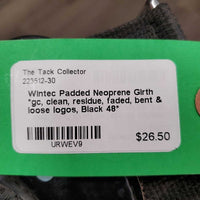 The Tack Collector
223512-30
Wintec Padded Neoprene Girth
*gc, clean, residue, faded, bent &
loose logos, Black 48*
$26.50
URWEV9